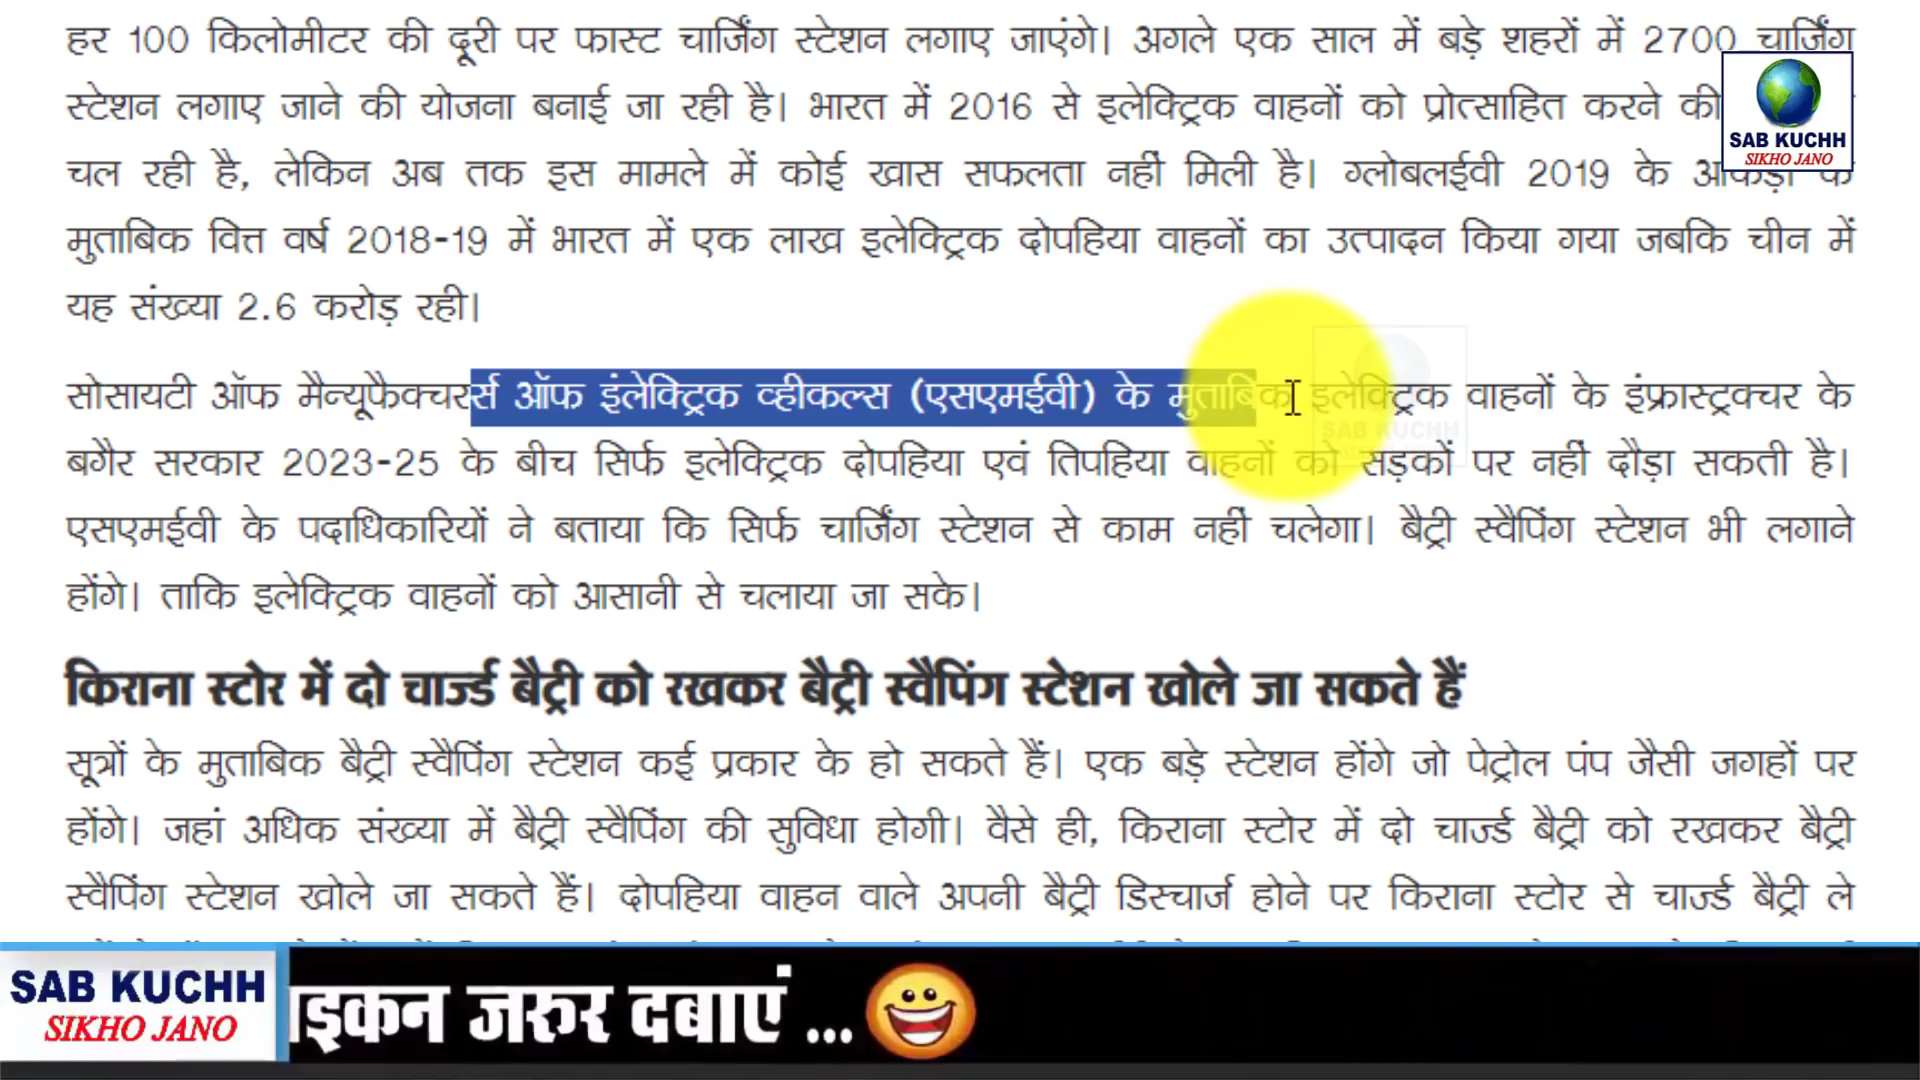 हर 100 किलोमीटर की दूरी पर फास्ट चार्जिंग स्टेशन लगाए जाएंगे। अगले एक साल में बड़े शहरों में 2700 चार्जिंग
स्टेशन लगाए जाने की योजना बनाई जा रही है। भारत में 2016 से इलेक्ट्रिक वाहनों को प्रोत्साहित करने की
चल रही है, लेकिन अब तक इस मामले में कोई खास सफलता नहीं मिली है। ग्लोबलईवी 2019 के आंकड़ों के
मुताबिक वित्त वर्ष 2018-19 में भारत में एक लाख इलेक्ट्रिक दोपहिया वाहनों का उत्पादन किया गया जबकि चीन में
यह संख्या 2.6 करोड़ रही।
सोसायटी ऑफ मैन्यूफैक्चरर्स ऑफ इंलेक्ट्रिक व्हीकल्स (एसएमईवी) के मुताबिक इलेक्ट्रिक वाहनों के इंफ्रास्ट्रक्चर के
बगैर सरकार 2023-25 के बीच सिर्फ इलेक्ट्रिक दोपहिया एवं तिपहिया वाहनों को सड़कों पर नहीं दौड़ा सकती है।
एसएमईवी के पदाधिकारियों ने बताया कि सिर्फ चार्जिंग स्टेशन से काम नहीं चलेगा। बैट्री स्वैपिंग स्टेशन भी लगाने
होंगे। ताकि इलेक्ट्रिक वाहनों को आसानी से चलाया जा सके।
किराना स्टोर में दो चार्ज्ड बैट्री को रखकर बैट्री स्वैपिंग स्टेशन खोले जा सकते हैं
सूत्रों के मुताबिक बैट्री स्वैपिंग स्टेशन कई प्रकार के हो सकते हैं। एक बड़े स्टेशन होंगे जो पेट्रोल पंप जैसी जगहों पर
होंगे। जहां अधिक संख्या में बैट्री स्वैपिंग की सुविधा होगी। वैसे ही, किराना स्टोर में दो चार्ज्ड बैट्री को रखकर बैट्री
स्वैपिंग स्टेशन खोले जा सकते हैं। दोपहिया वाहन वाले अपनी बैट्री डिस्चार्ज होने पर किराना स्टोर से चार्ज्ड बैट्री ले
SAB KUCHH
SIKHO JANO
SAB KUCHH
SAB KUCHH
SIKHO JANO
इकन जरुर दबाएं ...